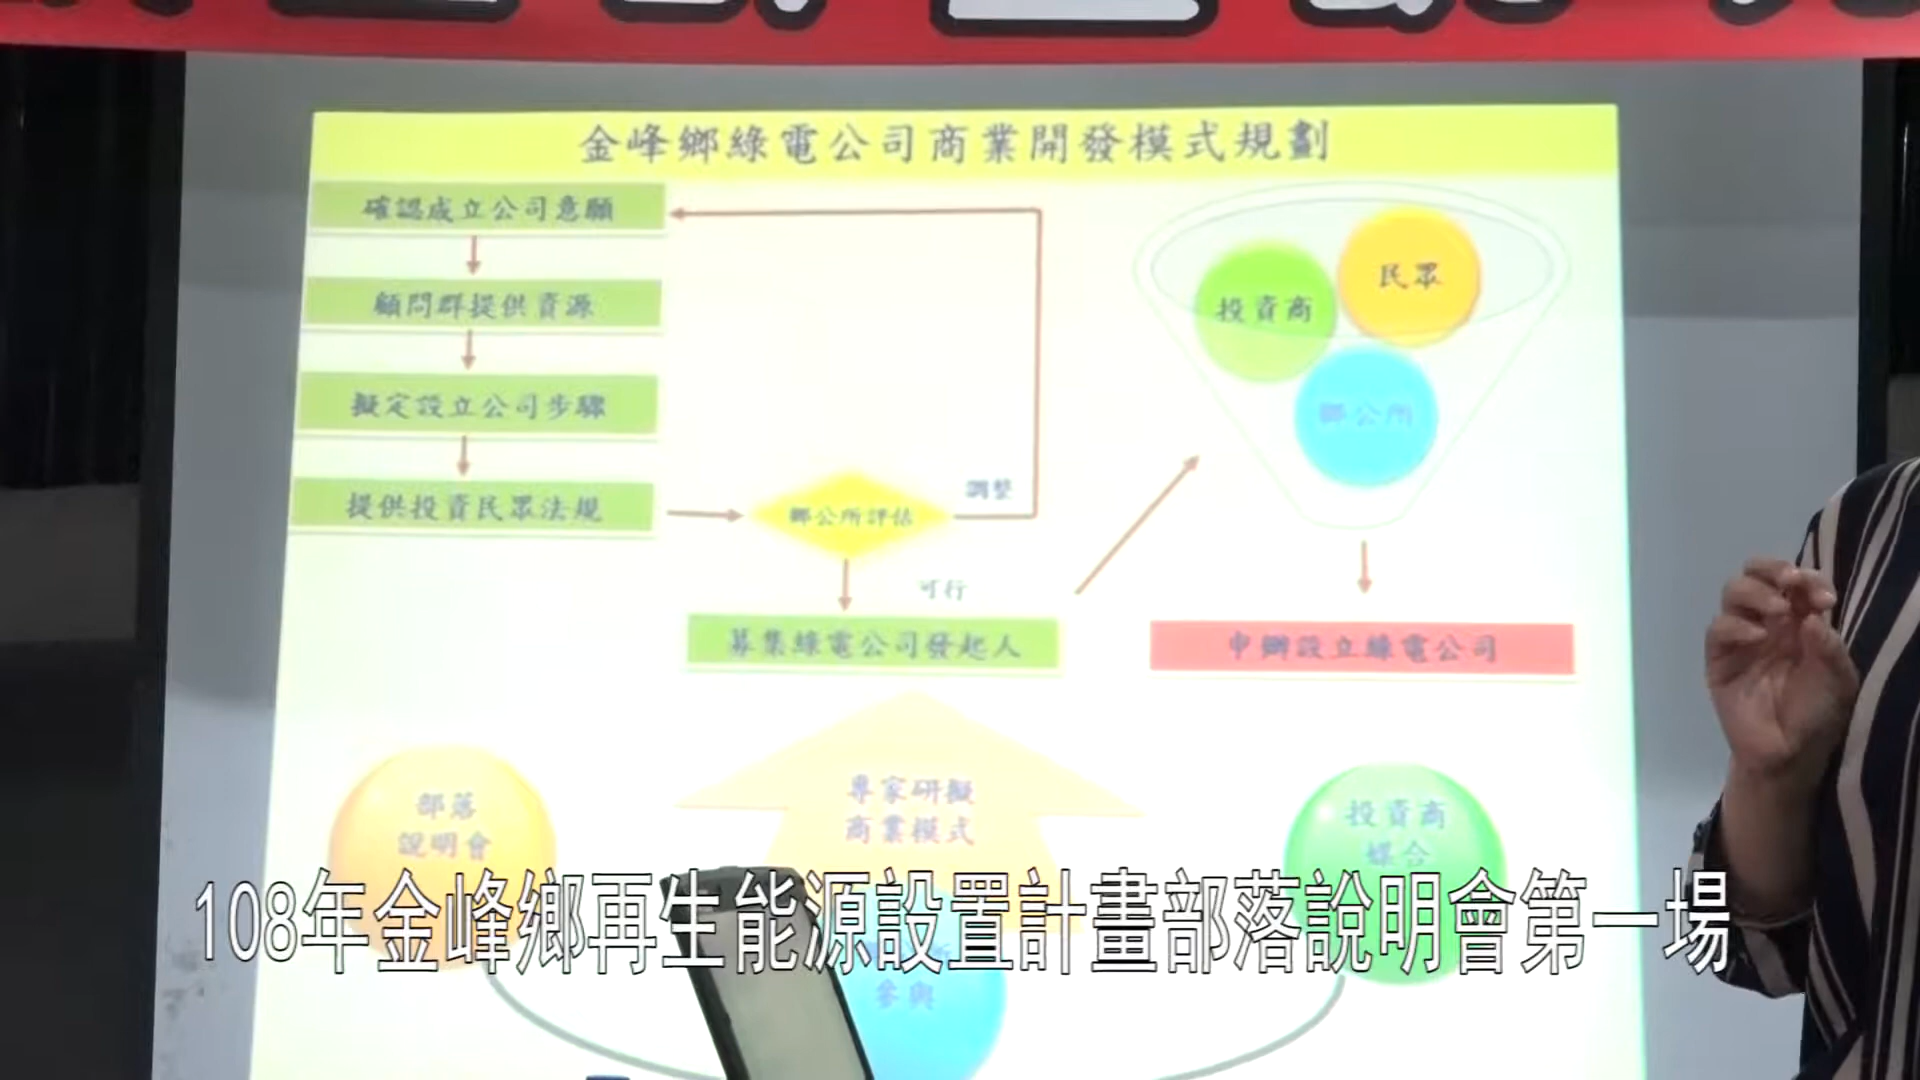 金峰鄉綠電公司商業開發模式規劃
確認成立公司意願
顧問群提供資源
擬定設立公司步驟
提供投資民眾法規
鄉公所評估
調整
可行
募集綠電公司發起人
投資商
民眾
鄉公所
申辦設立綠電公司
部落
說明會
專家研擬
商業模式
投資商
媒合
參與
108年金峰鄉再生能源設置計畫部落說明會第一場